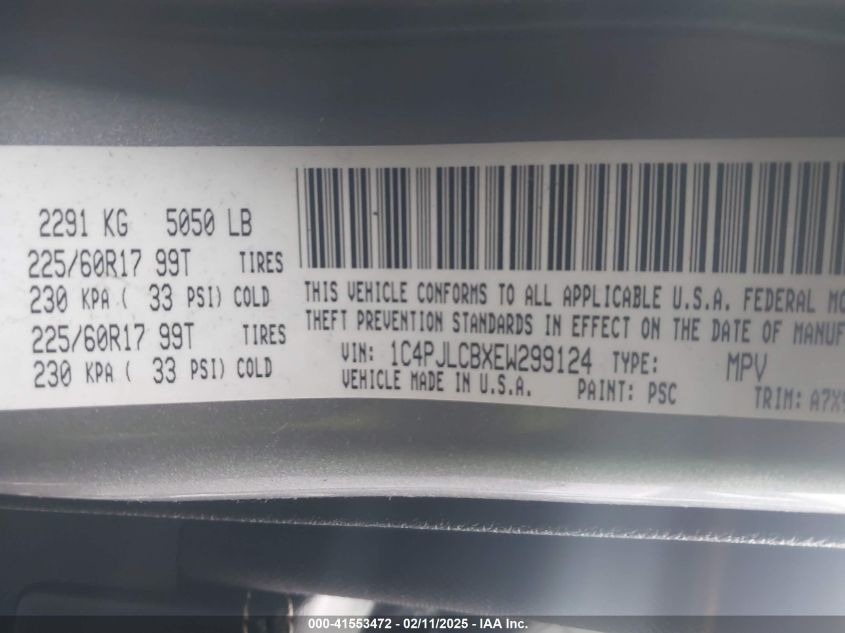 2291 KG 5050 LB
225/60R17 99T TIRES
230 KPA ( 33 PSI) COLD
225/60R17 99T TIRES
230 KPA ( 33 PSI) COLD
THIS VEHICLE CONFORMS TO ALL APPLICABLE U.S.A. FEDERAL MO
THEFT PREVENTION STANDARDS IN EFFECT ON THE DATE OF MANUF
VIN: 1C4PJLCBXEW299124 TYPE: MPV
VEHICLE MADE IN U.S.A. PAINT: PSC TRIM: A7X9
000-41553472 - 02/11/2025 - IAA Inc.